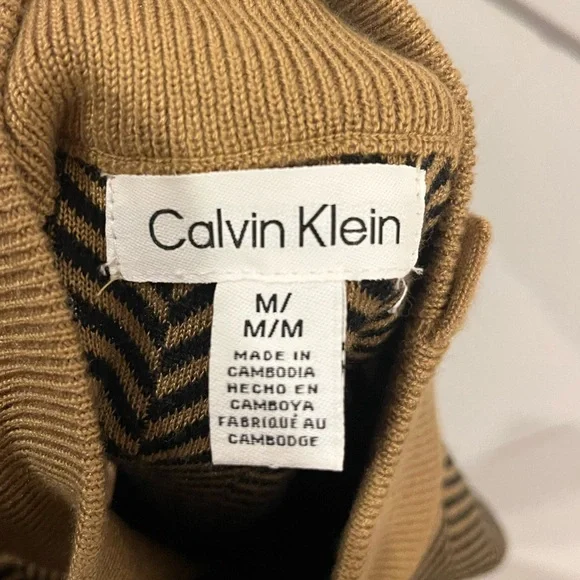 Calvin Klein
M/
M/M
MADE IN
CAMBODIA
HECHO EN
CAMBOYA
FABRIQUÉ AU
CAMBODGE